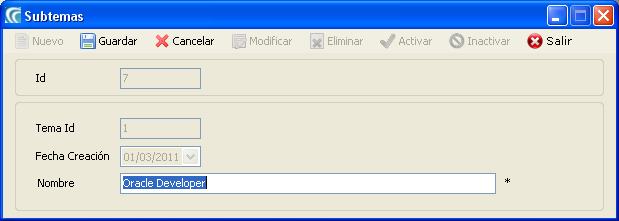 Subtemas
Nuevo Guardar Cancelar Modificar Eliminar Activar Inactivar Salir
Id 7
Tema Id 1
Fecha Creación 01/03/2011
Nombre Oracle Developer *